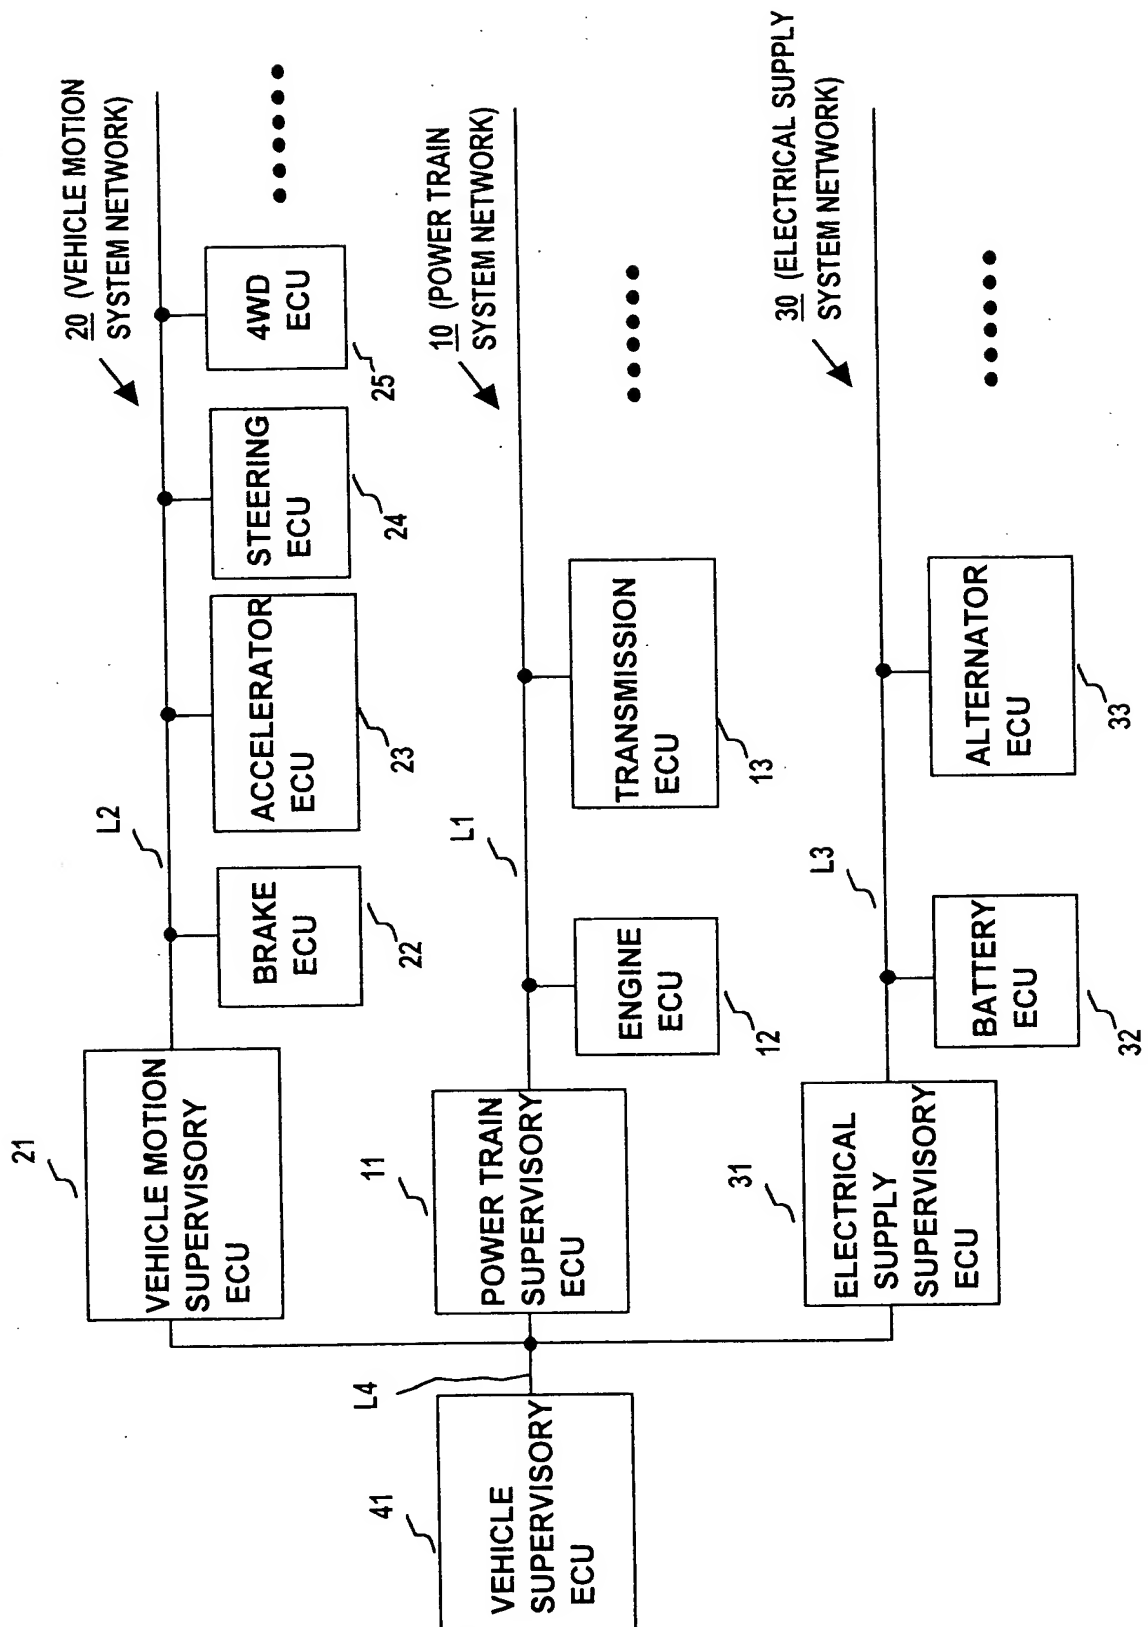 20 (VEHICLE MOTION
SYSTEM NETWORK)
21
VEHICLE MOTION
SUPERVISORY
ECU
L2
BRAKE
ECU
22
ACCELERATOR
ECU
23
STEERING
ECU
24
4WD
ECU
25
10 (POWER TRAIN
SYSTEM NETWORK)
41
VEHICLE
SUPERVISORY
ECU
L4
11
POWER TRAIN
SUPERVISORY
ECU
L1
ENGINE
ECU
12
TRANSMISSION
ECU
13
30 (ELECTRICAL SUPPLY
SYSTEM NETWORK)
31
ELECTRICAL
SUPPLY
SUPERVISORY
ECU
L3
BATTERY
ECU
32
ALTERNATOR
ECU
33